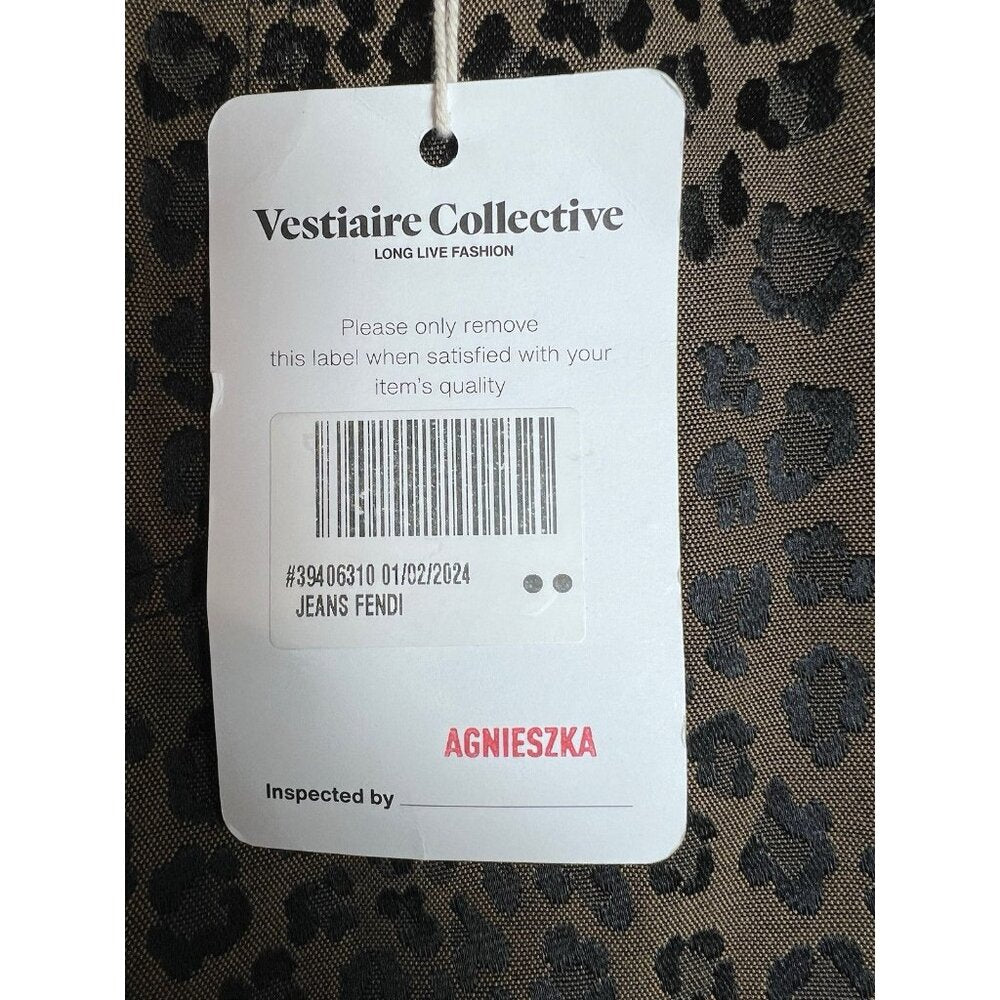 Vestiaire Collective
LONG LIVE FASHION
Please only remove
this label when satisfied with your
item's quality
#39406310 01/02/2024
JEANS FENDI
AGNIESZKA
Inspected by